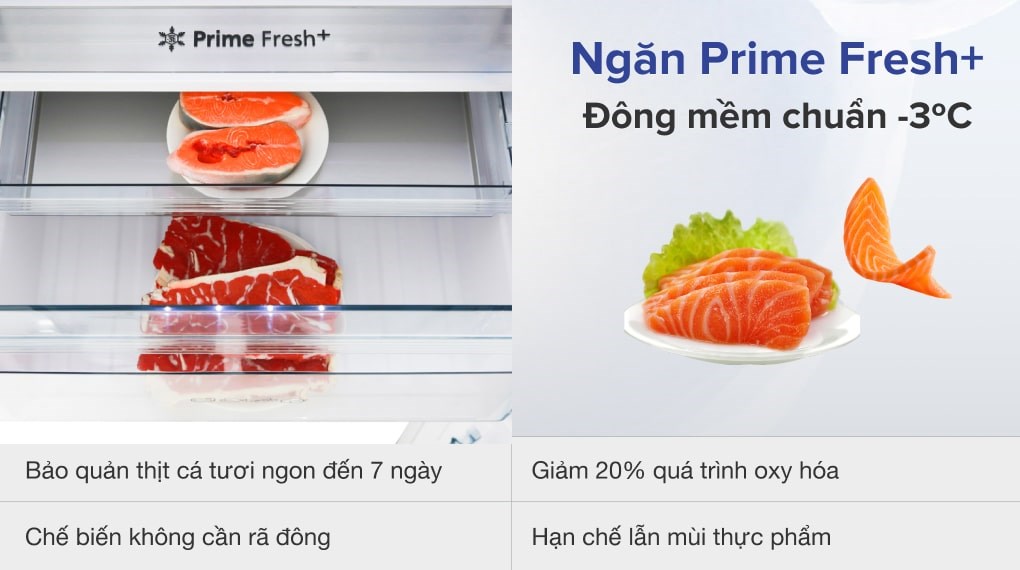 Prime Fresh+
Ngăn Prime Fresh+
Đông mềm chuẩn -3ºC
Bảo quản thịt cá tươi ngon đến 7 ngày
Giảm 20% quá trình oxy hóa
Chế biến không cần rã đông
Hạn chế lẫn mùi thực phẩm